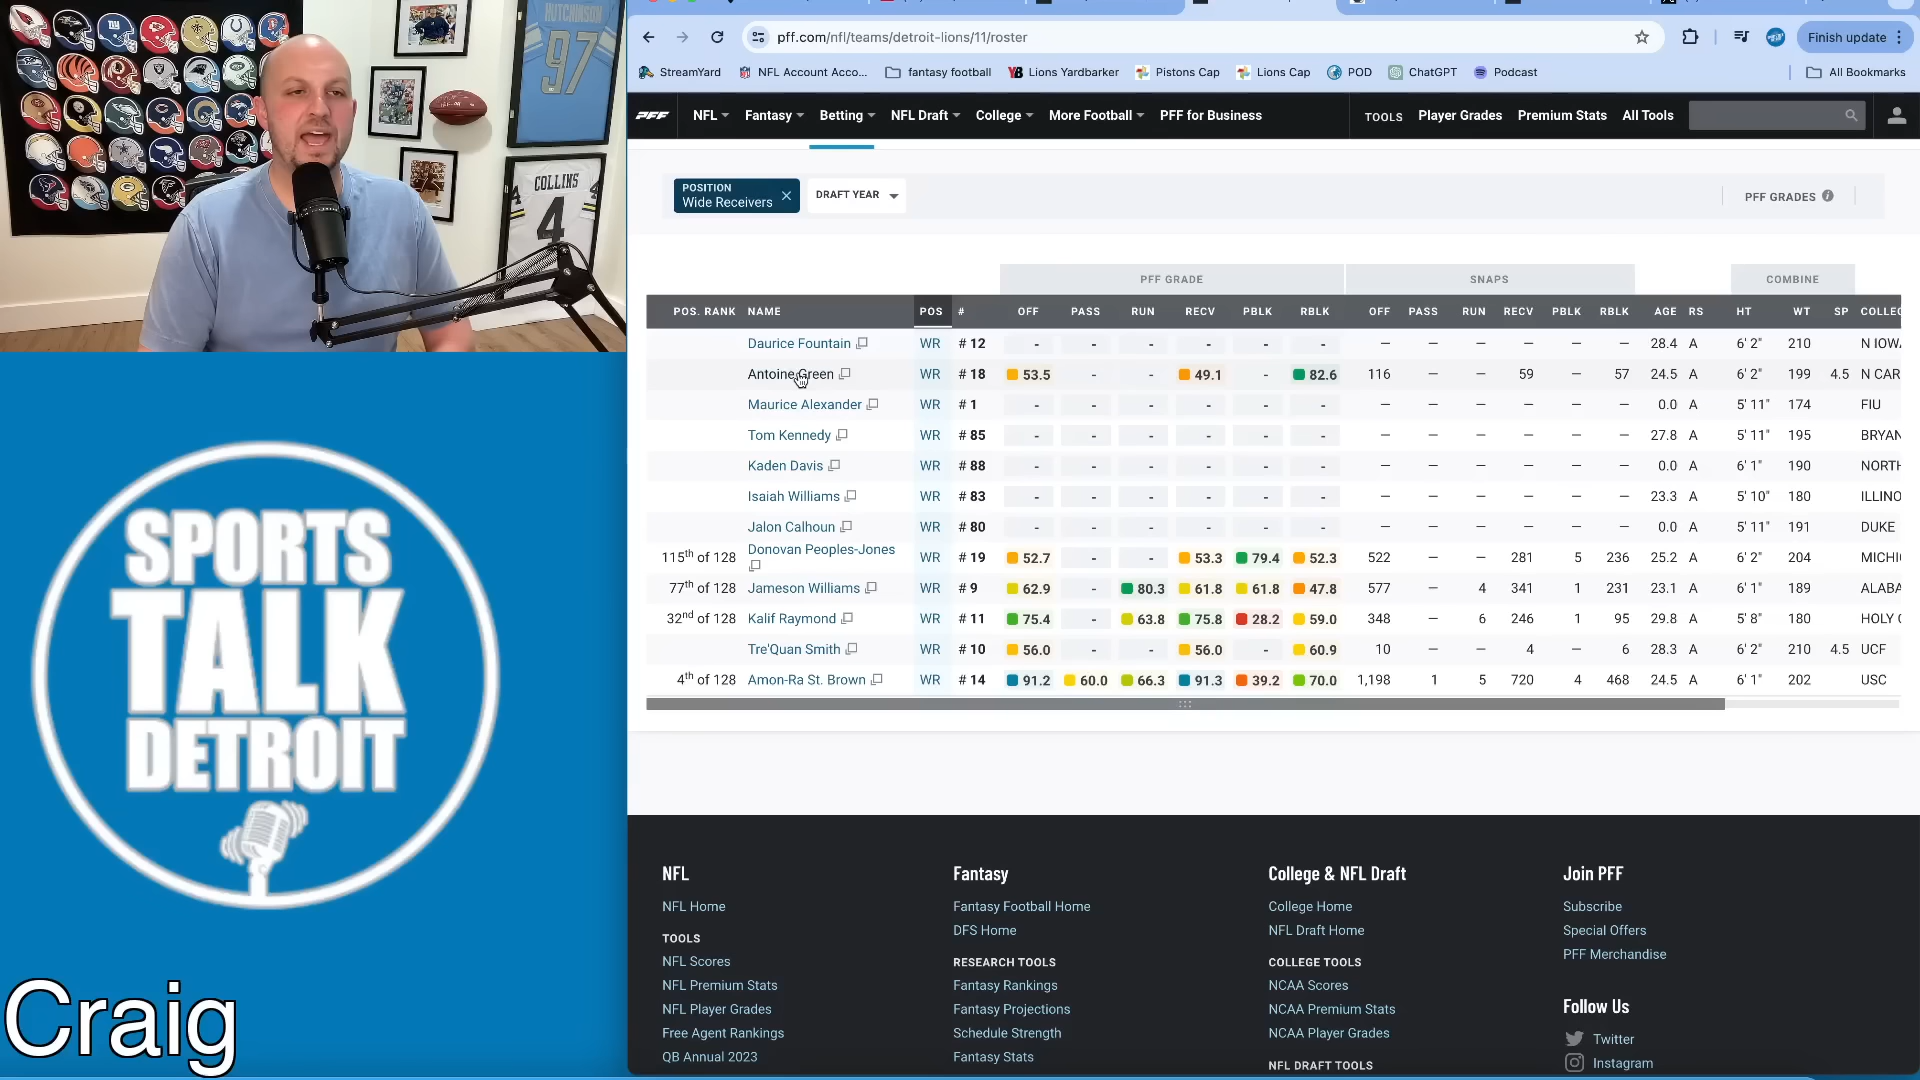 HUTCHINSON
97
COLLINS
4
SPORTS
TALK
DETROIT
Craig
pff.com/nfl/teams/detroit-lions/11/roster
Finish update
StreamYard NFL Account Acco... fantasy football Lions Yardbarker Pistons Cap Lions Cap POD ChatGPT Podcast All Bookmarks
PFF NFL Fantasy Betting NFL Draft College More Football PFF for Business TOOLS Player Grades Premium Stats All Tools
POSITION
Wide Receivers
DRAFT YEAR
PFF GRADES
PFF GRADE SNAPS COMBINE
POS. RANK NAME POS # OFF PASS RUN RECV PBLK RBLK OFF PASS RUN RECV PBLK RBLK AGE RS HT WT SP COLLEG
Daurice Fountain WR # 12 - - - - - - — — — — — — 28.4 A 6' 2" 210 N IOWA
Antoine Green WR # 18 53.5 - - 49.1 - 82.6 116 — — 59 — 57 24.5 A 6' 2" 199 4.5 N CAR
Maurice Alexander WR # 1 - - - - - - — — — — — — 0.0 A 5' 11" 174 FIU
Tom Kennedy WR # 85 - - - - - - — — — — — — 27.8 A 5' 11" 195 BRYAN
Kaden Davis WR # 88 - - - - - - — — — — — — 0.0 A 6' 1" 190 NORTH
Isaiah Williams WR # 83 - - - - - - — — — — — — 23.3 A 5' 10" 180 ILLINO
Jalon Calhoun WR # 80 - - - - - - — — — — — — 0.0 A 5' 11" 191 DUKE
115th of 128 Donovan Peoples-Jones WR # 19 52.7 - - 53.3 79.4 52.3 522 — — 281 5 236 25.2 A 6' 2" 204 MICHI
77th of 128 Jameson Williams WR # 9 62.9 - 80.3 61.8 61.8 47.8 577 — 4 341 1 231 23.1 A 6' 1" 189 ALABA
32nd of 128 Kalif Raymond WR # 11 75.4 - 63.8 75.8 28.2 59.0 348 — 6 246 1 95 29.8 A 5' 8" 180 HOLY C
Tre'Quan Smith WR # 10 56.0 - - 56.0 - 60.9 10 — — 4 — 6 28.3 A 6' 2" 210 4.5 UCF
4th of 128 Amon-Ra St. Brown WR # 14 91.2 60.0 66.3 91.3 39.2 70.0 1,198 1 5 720 4 468 24.5 A 6' 1" 202 USC
NFL
NFL Home
TOOLS
NFL Scores
NFL Premium Stats
NFL Player Grades
Free Agent Rankings
QB Annual 2023
Fantasy
Fantasy Football Home
DFS Home
RESEARCH TOOLS
Fantasy Rankings
Fantasy Projections
Schedule Strength
Fantasy Stats
College & NFL Draft
College Home
NFL Draft Home
COLLEGE TOOLS
NCAA Scores
NCAA Premium Stats
NCAA Player Grades
NFL DRAFT TOOLS
Join PFF
Subscribe
Special Offers
PFF Merchandise
Follow Us
Twitter
Instagram